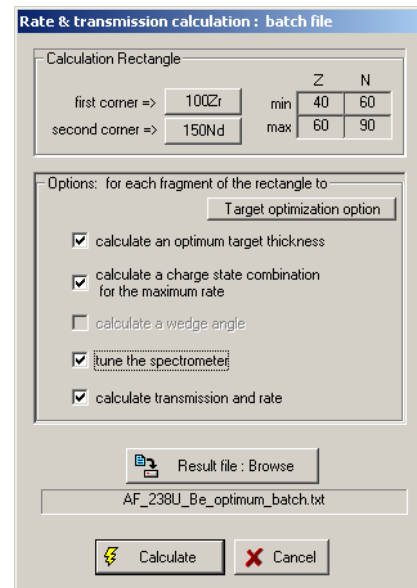 Rate & transmission calculation : batch file
Calculation Rectangle
Z N
first corner => 100Zr min 40 60
second corner => 150Nd max 60 90
Options: for each fragment of the rectangle to
Target optimization option
calculate an optimum target thickness
calculate a charge state combination
for the maximum rate
calculate a wedge angle
tune the spectrometer
calculate transmission and rate
Result file : Browse
AF_238U_Be_optimum_batch.txt
Calculate Cancel